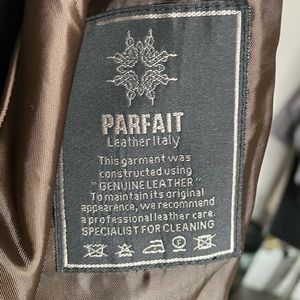 PARFAIT
Leather Italy
This garment was
constructed using
"GENUINE LEATHER"
To maintain its original
appearence, we recommend
a professional leather care.
SPECIALIST FOR CLEANING